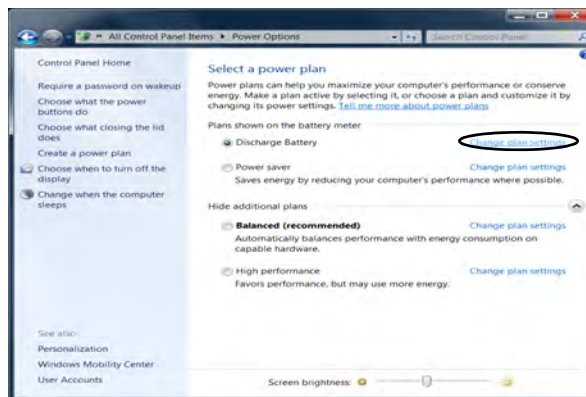 All Control Panel Items ▸ Power Options
Search Control Panel
Control Panel Home
Require a password on wakeup
Choose what the power
buttons do
Choose what closing the lid
does
Create a power plan
Choose when to turn off the
display
Change when the computer
sleeps
See also
Personalization
Windows Mobility Center
User Accounts
Select a power plan
Power plans can help you maximize your computer's performance or conserve
energy. Make a plan active by selecting it, or choose a plan and customize it by
changing its power settings. Tell me more about power plans
Plans shown on the battery meter
Discharge Battery Change plan settings
Power saver Change plan settings
Saves energy by reducing your computer's performance where possible.
Hide additional plans
Balanced (recommended) Change plan settings
Automatically balances performance with energy consumption on
capable hardware.
High performance Change plan settings
Favors performance, but may use more energy.
Screen brightness: